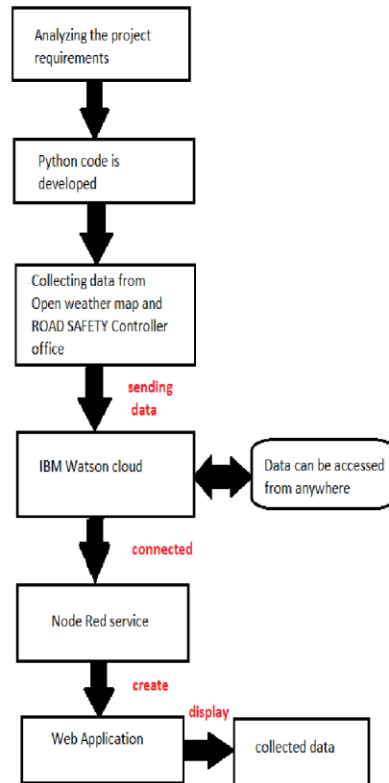 Analyzing the project
requirements
Python code is
developed
Collecting data from
Open weather map and
ROAD SAFETY Controller
office
sending
data
IBM Watson cloud
Data can be accessed
from anywhere
connected
Node Red service
create
display
Web Application
collected data